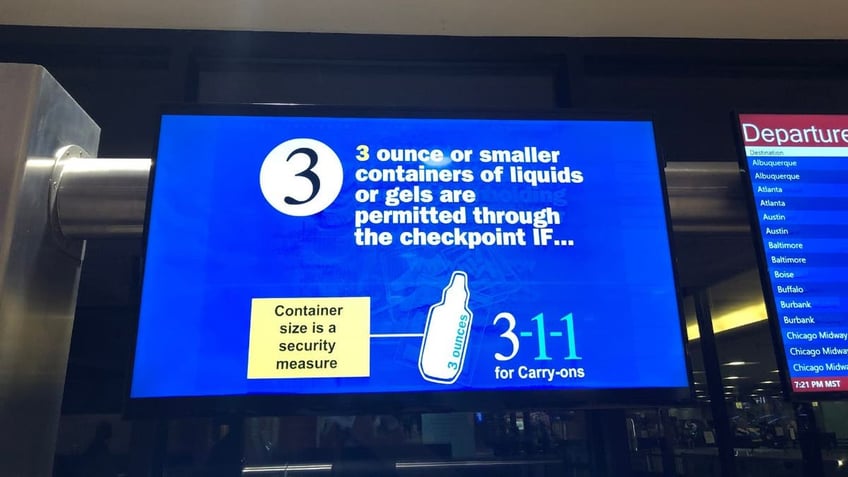 3
3 ounce or smaller
containers of liquids
or gels are
permitted through
the checkpoint IF...
Container
size is a
security
measure
3 ounces
3-1-1
for Carry-ons
Departure
Destination
Albuquerque
Albuquerque
Atlanta
Atlanta
Austin
Austin
Baltimore
Baltimore
Boise
Buffalo
Burbank
Burbank
Chicago Midway
Chicago Midway
Chicago Midway
7:21 PM MST